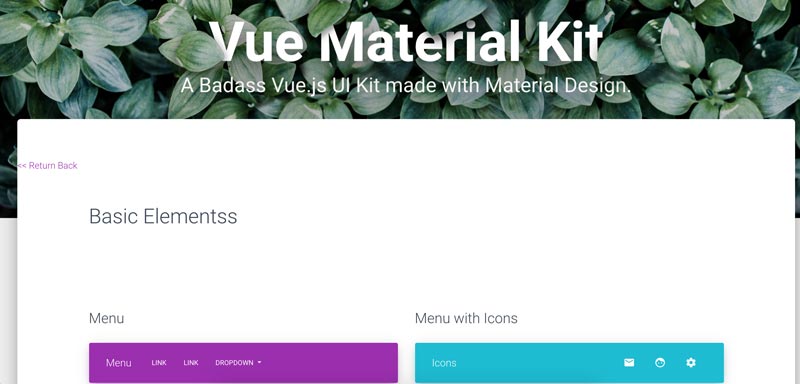 Vue Material Kit
A Badass Vue.js UI Kit made with Material Design.
<< Return Back
Basic Elementss
Menu
Menu with Icons
Menu LINK LINK DROPDOWN
Icons